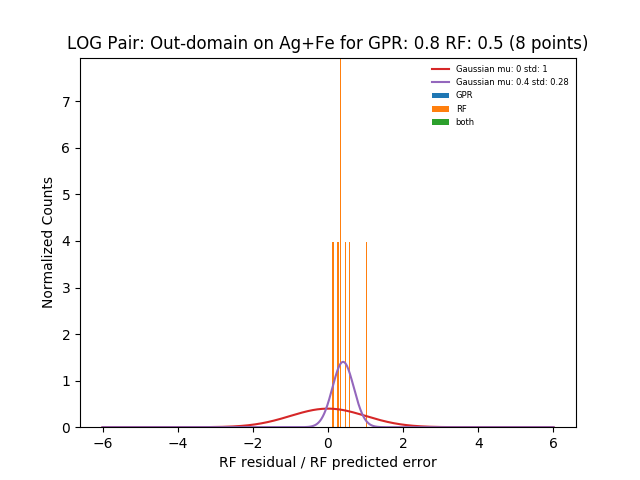 LOG Pair: Out-domain on Ag+Fe for GPR: 0.8 RF: 0.5 (8 points)
Gaussian mu: 0 std: 1
Gaussian mu: 0.4 std: 0.28
GPR
RF
both
Normalized Counts
7
6
5
4
3
2
1
0
−6
−4
−2
0
2
4
6
RF residual / RF predicted error